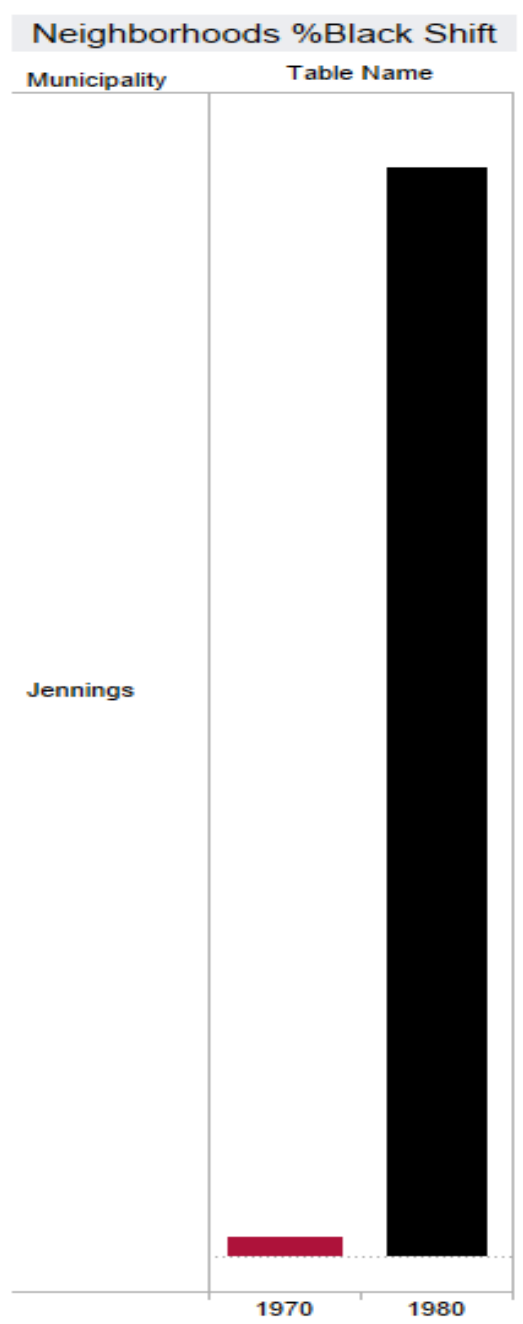 Neighborhoods %Black Shift
Municipality
Table Name
Jennings
1970 1980